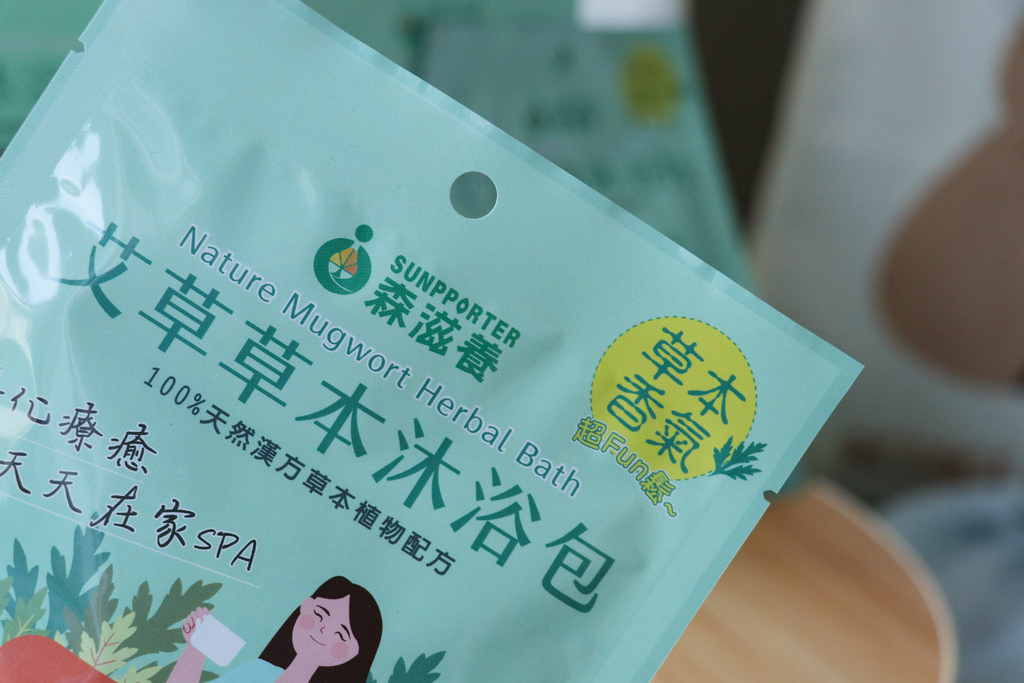 SUNPPORTER
森滋養
Nature Mugwort Herbal Bath
艾草草本沐浴包
100%天然漢方草本植物配方
草本
香氣
超Fun鬆~
心療癒
天天在家SPA